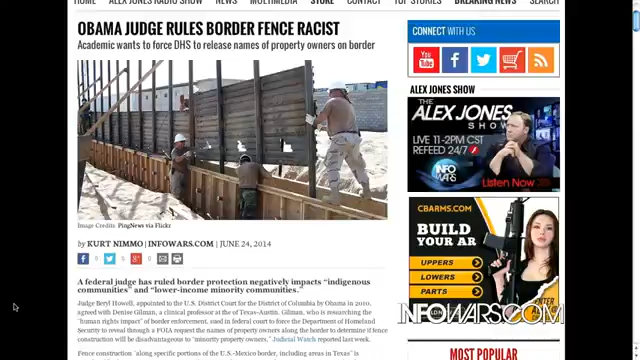 HOME ALEX JONES RADIO SHOW NEWS MULTIMEDIA STORE CONTACT TOP STORIES BREAKING NEWS SEARCH
OBAMA JUDGE RULES BORDER FENCE RACIST
Academic wants to force DHS to release names of property owners on border
Image Credits: PingNews via Flickr
by KURT NIMMO | INFOWARS.COM | JUNE 24, 2014
A federal judge has ruled border protection negatively impacts "indigenous
communities" and "lower-income minority communities."
Judge Beryl Howell, appointed to the U.S. District Court for the District of Columbia by Obama in 2010,
agreed with Denise Gilman, a clinical professor at the of Texas-Austin. Gilman, who is researching the
"human rights impact" of border enforcement, sued in federal court to force the Department of Homeland
Security to reveal through a FOIA request the names of property owners along the border to determine if fence
construction will be disadvantageous to "minority property owners," Judicial Watch reported last week.
Fence construction "along specific portions of the U.S.-Mexico border, including areas in Texas" is
CONNECT WITH US
You
Tube
ALEX JONES SHOW
THE
ALEX JONES
SHOW
LIVE 11-2PM CST
REFEED 24/7
INFO
WARS
Listen Now
CBARMS.COM
BUILD
YOUR AR
UPPERS
LOWERS
PARTS
ENTER
INFOWARS.COM
MOST POPULAR